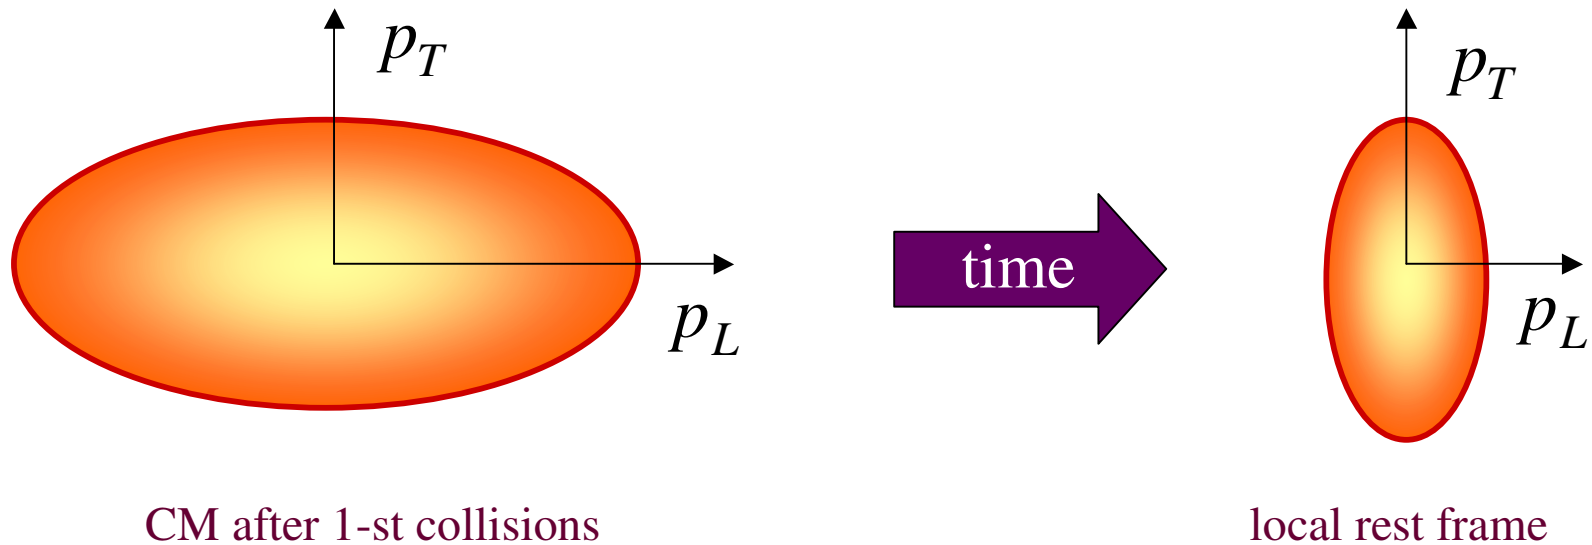 p_T
p_L
time
p_T
p_L
CM after 1-st collisions
local rest frame